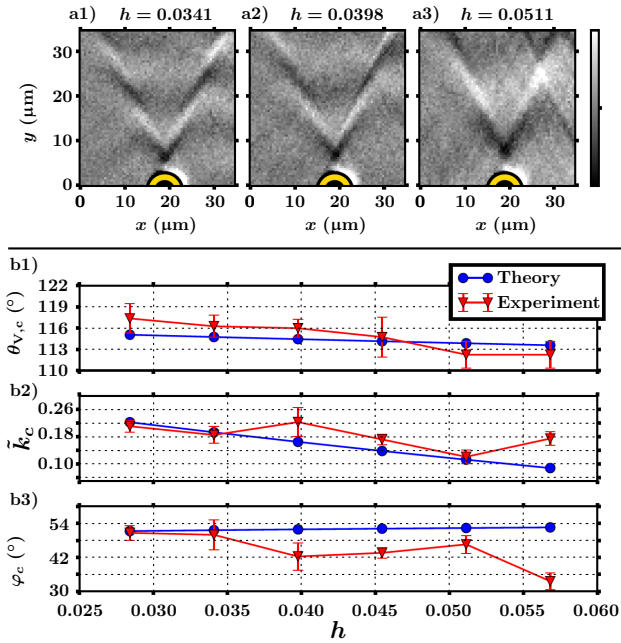 a1) h = 0.0341 a2) h = 0.0398 a3) h = 0.0511
30
20
10
0
y (μm)
0 10 20 30 0 10 20 30 0 10 20 30
x (μm) x (μm) x (μm)
b1)
122
119
116
113
110
θV,c (°)
Theory
Experiment
b2)
0.26
0.18
0.10
k̃c
b3)
54
42
30
φc (°)
0.025 0.030 0.035 0.040 0.045 0.050 0.055 0.060
h